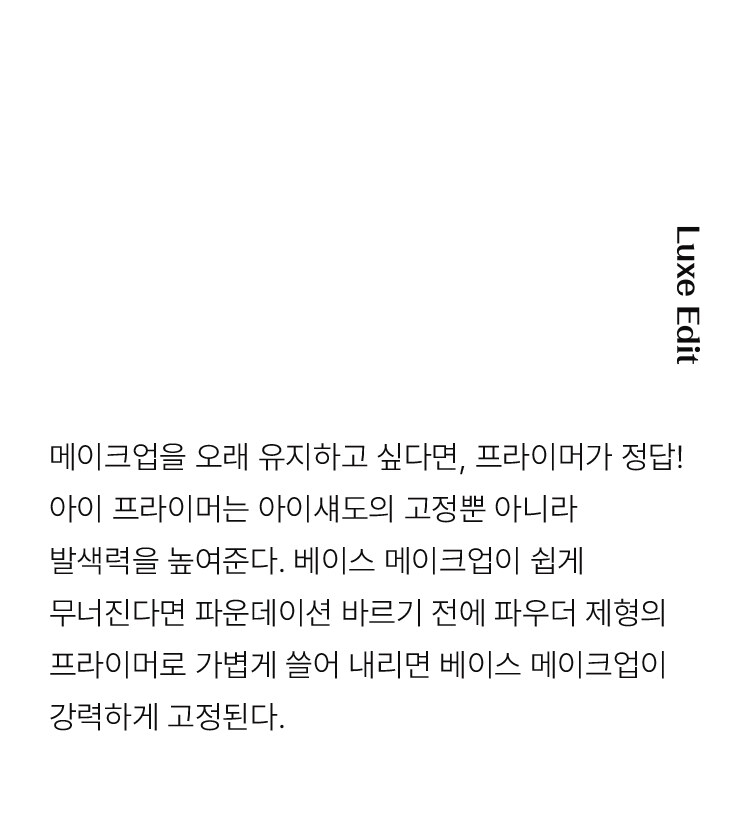 Luxe Edit
메이크업을 오래 유지하고 싶다면, 프라이머가 정답!
아이 프라이머는 아이섀도의 고정뿐 아니라
발색력을 높여준다. 베이스 메이크업이 쉽게
무너진다면 파운데이션 바르기 전에 파우더 제형의
프라이머로 가볍게 쓸어 내리면 베이스 메이크업이
강력하게 고정된다.